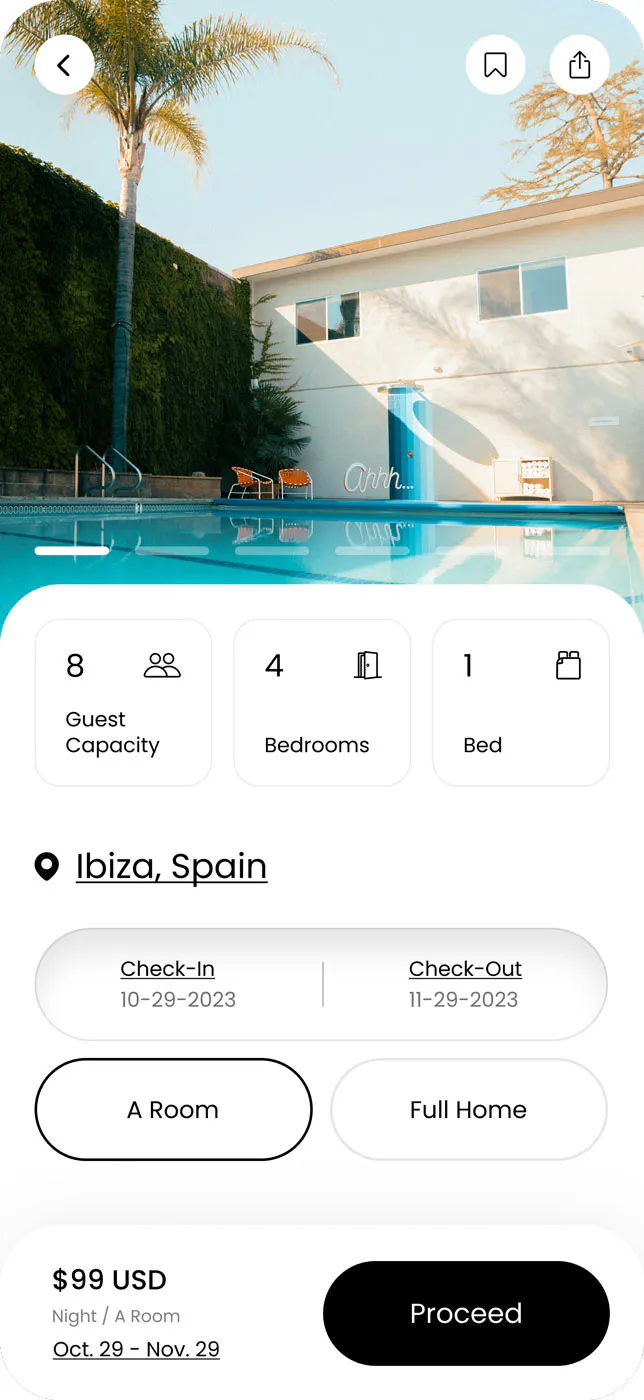 Ahhh...
8
Guest
Capacity
4
Bedrooms
1
Bed
Ibiza, Spain
Check-In
10-29-2023
Check-Out
11-29-2023
A Room
Full Home
$99 USD
Night / A Room
Oct. 29 - Nov. 29
Proceed